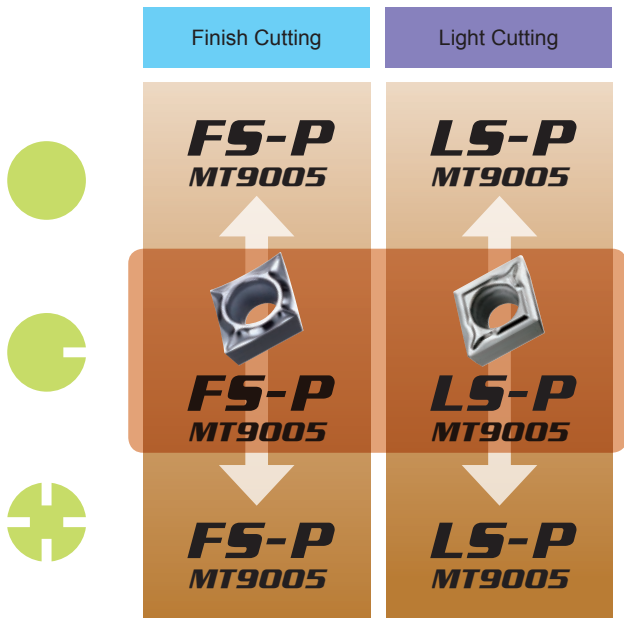 Finish Cutting
Light Cutting
FS-P
MT9005
LS-P
MT9005
FS-P
MT9005
LS-P
MT9005
FS-P
MT9005
LS-P
MT9005